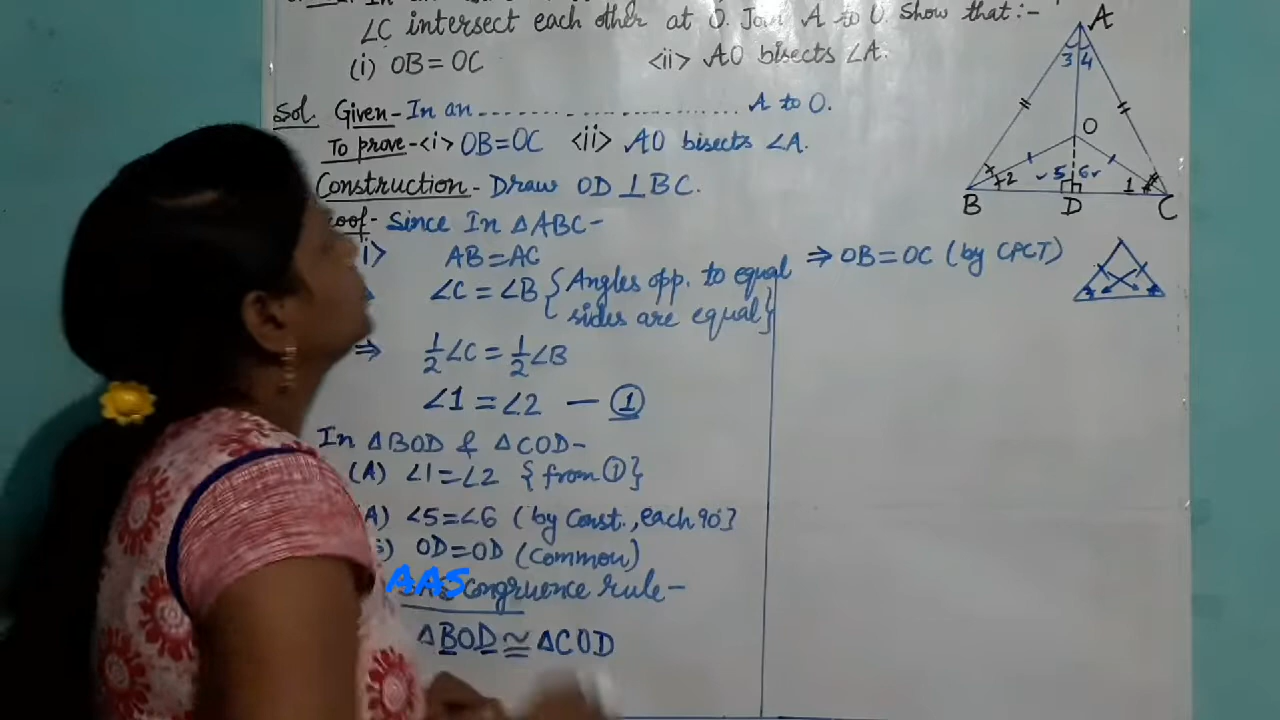 ∠C intersect each other at O. Join A to O. Show that:-
(i) OB = OC <ii> AO bisects ∠A.
Sol. Given- In an .......................... A to O.
To prove-<i> OB=OC <ii> AO bisects ∠A.
Construction- Draw OD ⊥ BC.
roof- Since In △ABC-
i>
AB=AC
∠C = ∠B { Angles opp. to equal sides are equal }
⇒ 1/2 ∠C = 1/2 ∠B
∠1 = ∠2 — ①
In △BOD & △COD-
(A) ∠1=∠2 { from ① }
A) ∠5=∠6 (by Const., each 90°]
s) OD=OD (Common)
AAS Congruence rule-
△BOD ≅ △COD
⇒ OB = OC (by CPCT)
A
3 4
O
2 5 6 1
B D C